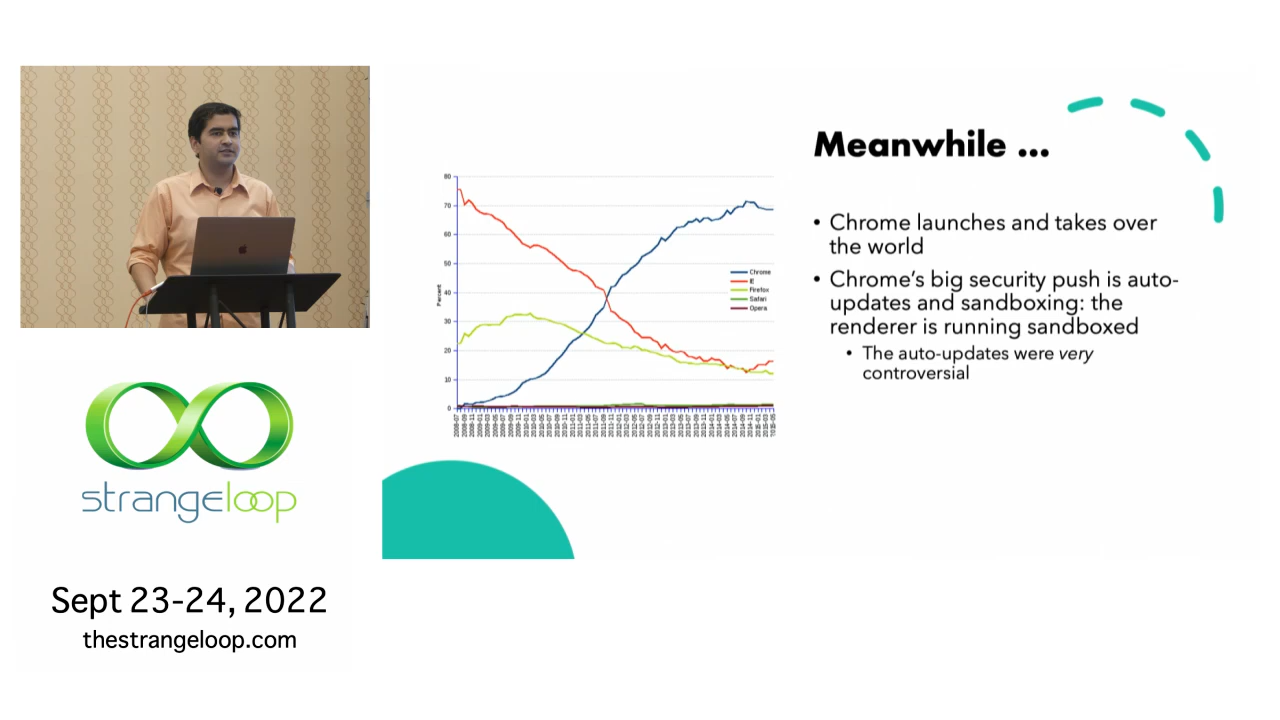 strangeloop
Sept 23-24, 2022
thestrangeloop.com
Meanwhile ...
• Chrome launches and takes over
the world
• Chrome's big security push is auto-
updates and sandboxing: the
renderer is running sandboxed
• The auto-updates were very
controversial
80
70
60
50
40
30
20
10
0
Percent
Chrome
IE
Firefox
Safari
Opera